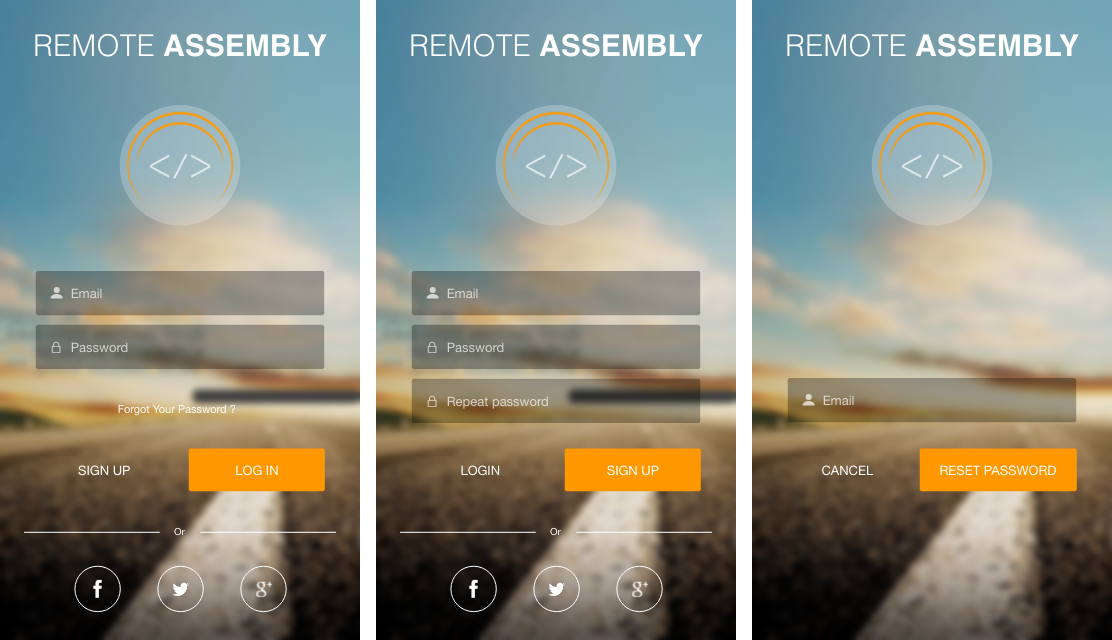 REMOTE ASSEMBLY
</>
Email
Password
Forgot Your Password ?
SIGN UP
LOG IN
Or
f
g+
REMOTE ASSEMBLY
</>
Email
Password
Repeat password
LOGIN
SIGN UP
Or
f
g+
REMOTE ASSEMBLY
</>
Email
CANCEL
RESET PASSWORD